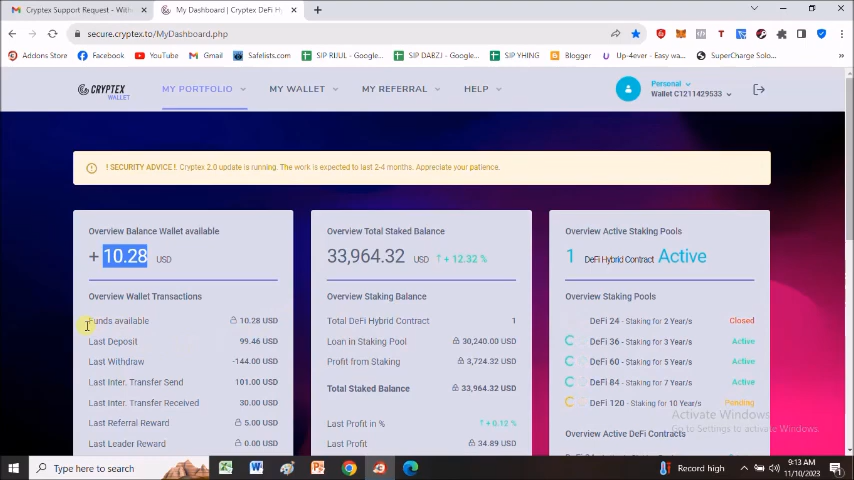 Cryptex Support Request - With
MyDashboard | Cryptex DeFi H
secure.cryptex.to/MyDashboard.php
Addons Store
Facebook
YouTube
Gmail
Safelists.com
SIP RIJUL - Google...
SIP DABZJ - Google...
SIP YHING
Blogger
Up-4ever - Easy wa...
SuperCharge Solo...
CRYPTEX
WALLET
MY PORTFOLIO
MY WALLET
MY REFERRAL
HELP
Personal
Wallet C1211429533
! SECURITY ADVICE !. Cryptex 2.0 update is running. The work is expected to last 2-4 months. Appreciate your patience.
Overview Balance Wallet available
+ 10.28 USD
Overview Wallet Transactions
Funds available 10.28 USD
Last Deposit 99.46 USD
Last Withdraw -144.00 USD
Last Inter. Transfer Send 101.00 USD
Last Inter. Transfer Received 30.00 USD
Last Referral Reward 5.00 USD
Last Leader Reward 0.00 USD
Overview Total Staked Balance
33,964.32 USD + 12.32 %
Overview Staking Balance
Total DeFi Hybrid Contract 1
Loan in Staking Pool 30,240.00 USD
Profit from Staking 3,724.32 USD
Total Staked Balance 33,964.32 USD
Last Profit in % + 0.12 %
Last Profit 34.89 USD
Overview Active Staking Pools
1 DeFi Hybrid Contract Active
Overview Staking Pools
DeFi 24 - Staking for 2 Year/s Closed
DeFi 36 - Staking for 3 Year/s Active
DeFi 60 - Staking for 5 Year/s Active
DeFi 84 - Staking for 7 Year/s Active
DeFi 120 - Staking for 10 Year/s Pending
Overview Active DeFi Contracts
Activate Windows
Go to Settings to activate Windows.
Type here to search
Record high
9:13 AM
11/10/2023